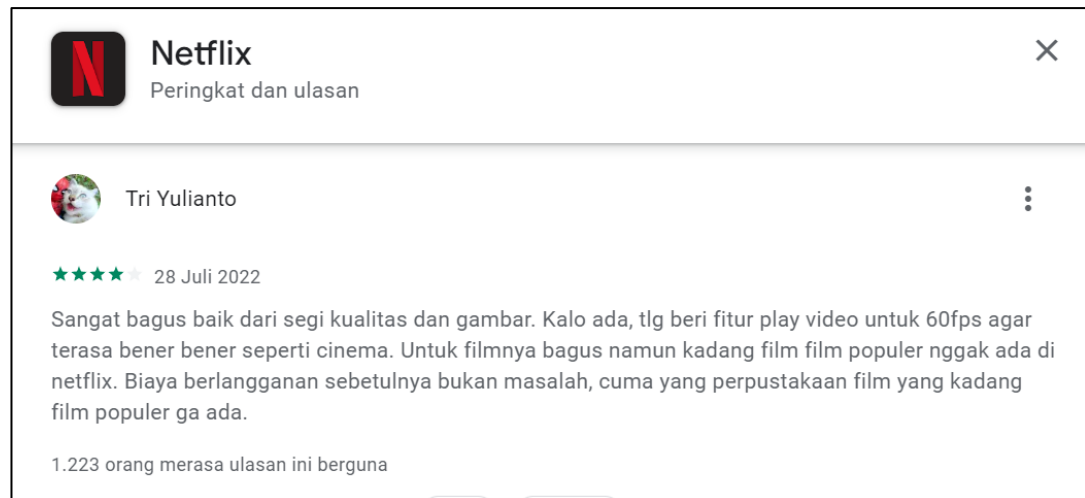 Netflix
Peringkat dan ulasan
Tri Yulianto
28 Juli 2022
Sangat bagus baik dari segi kualitas dan gambar. Kalo ada, tlg beri fitur play video untuk 60fps agar
terasa bener bener seperti cinema. Untuk filmnya bagus namun kadang film film populer nggak ada di
netflix. Biaya berlangganan sebetulnya bukan masalah, cuma yang perpustakaan film yang kadang
film populer ga ada.
1.223 orang merasa ulasan ini berguna